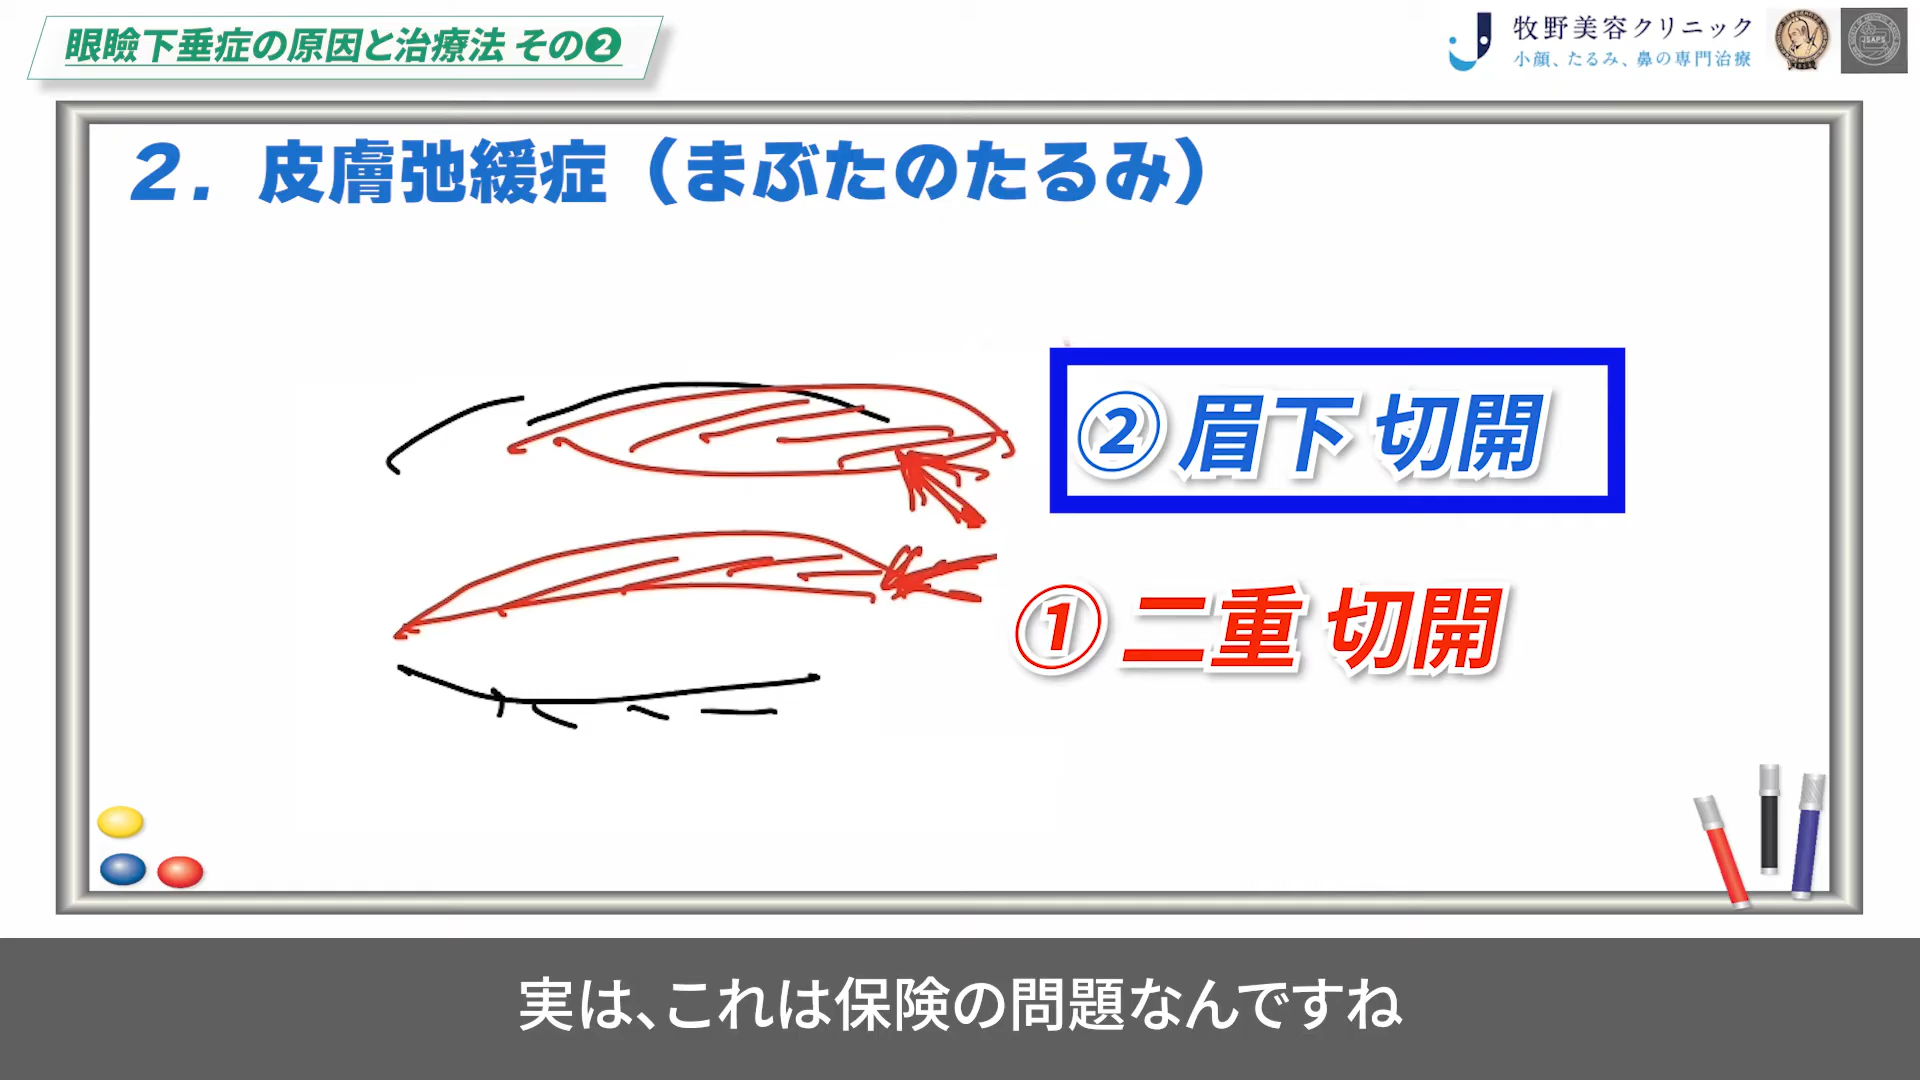 眼瞼下垂症の原因と治療法 その❷
牧野美容クリニック
小顔、たるみ、鼻の専門治療
JSAPS
２．皮膚弛緩症（まぶたのたるみ）
② 眉下 切開
① 二重 切開
実は、これは保険の問題なんですね